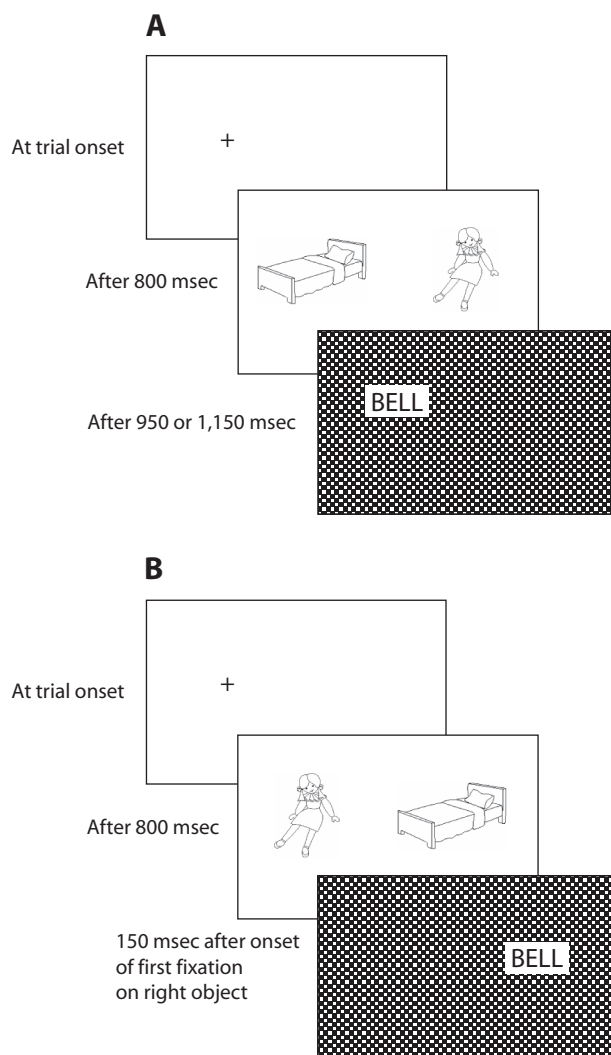 A
At trial onset
+
After 800 msec
After 950 or 1,150 msec
BELL
B
At trial onset
+
After 800 msec
150 msec after onset
of first fixation
on right object
BELL